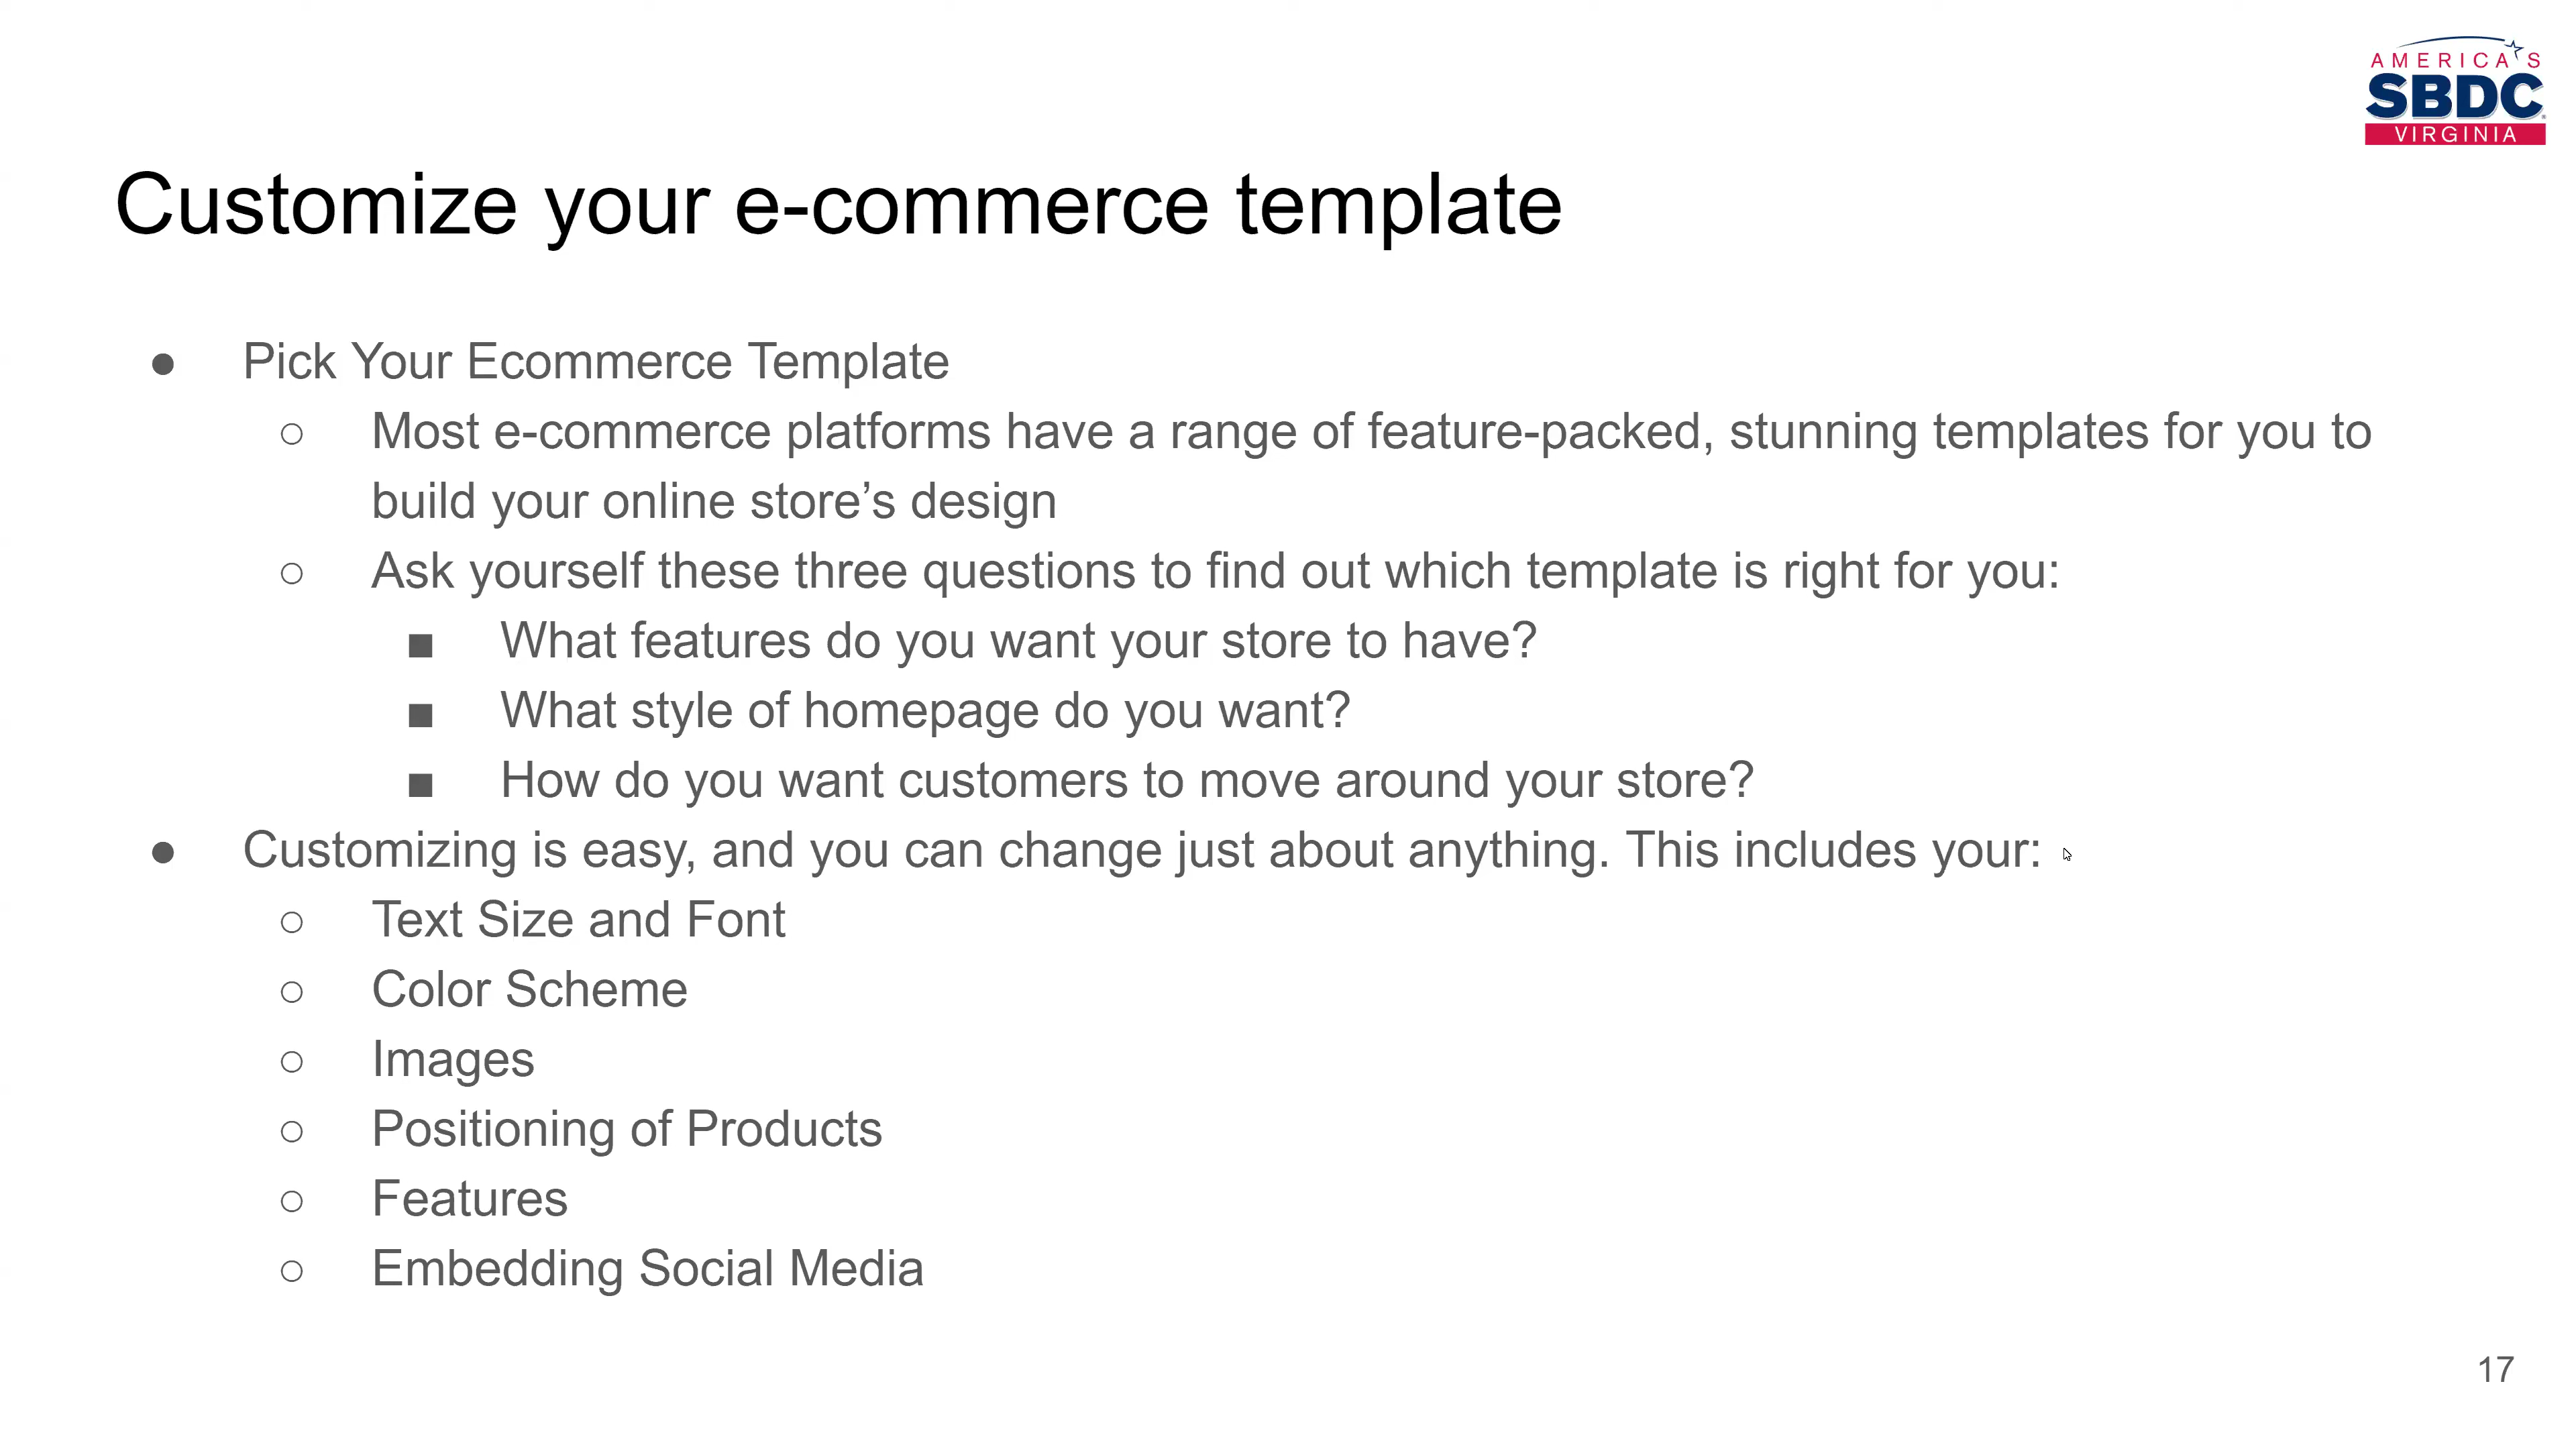 AMERICA'S
SBDC
VIRGINIA
Customize your e-commerce template
● Pick Your Ecommerce Template
○ Most e-commerce platforms have a range of feature-packed, stunning templates for you to
build your online store’s design
○ Ask yourself these three questions to find out which template is right for you:
■ What features do you want your store to have?
■ What style of homepage do you want?
■ How do you want customers to move around your store?
● Customizing is easy, and you can change just about anything. This includes your:
○ Text Size and Font
○ Color Scheme
○ Images
○ Positioning of Products
○ Features
○ Embedding Social Media
17